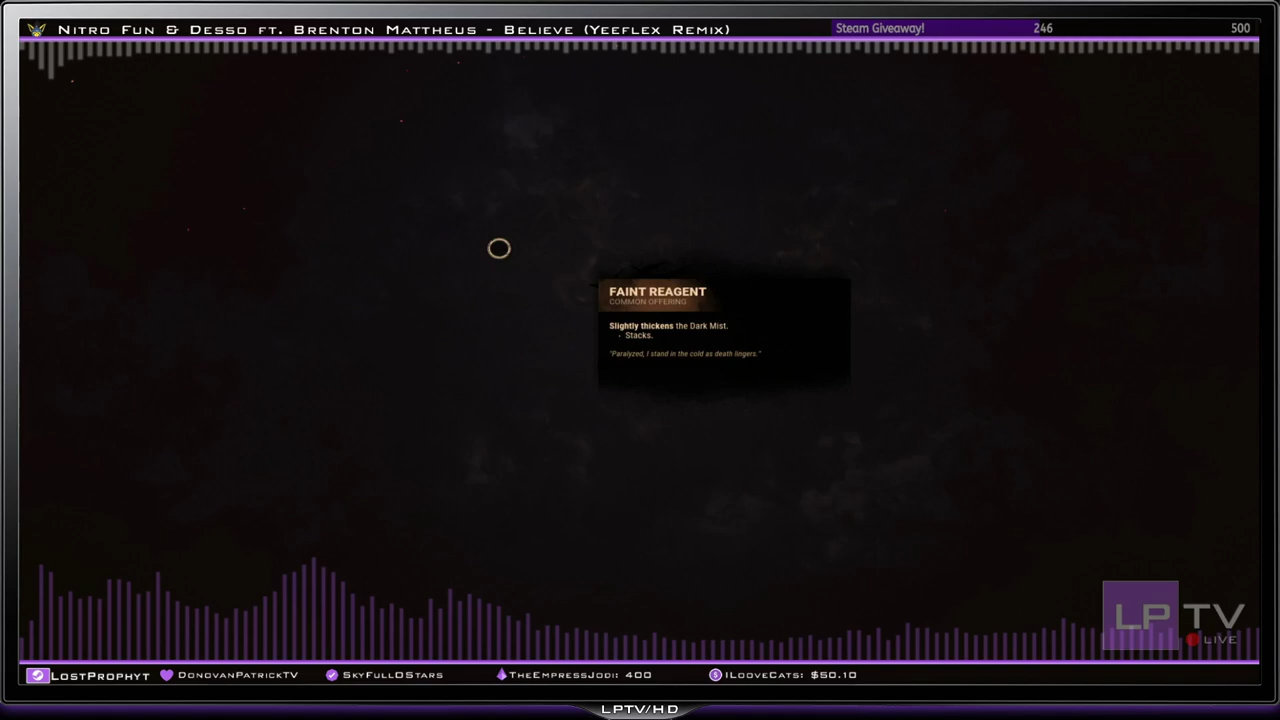 Nitro Fun & Desso ft. Brenton Mattheus - Believe (Yeeflex Remix)
Steam Giveaway! 246 500
FAINT REAGENT
COMMON OFFERING
Slightly thickens the Dark Mist.
- Stacks.
"Paralyzed, I stand in the cold as death lingers."
LP TV
LIVE
LostProphyt DonovanPatrickTV SkyFullOStars TheEmpressJodi: 400 ILooveCats: $50.10
LPTV/HD